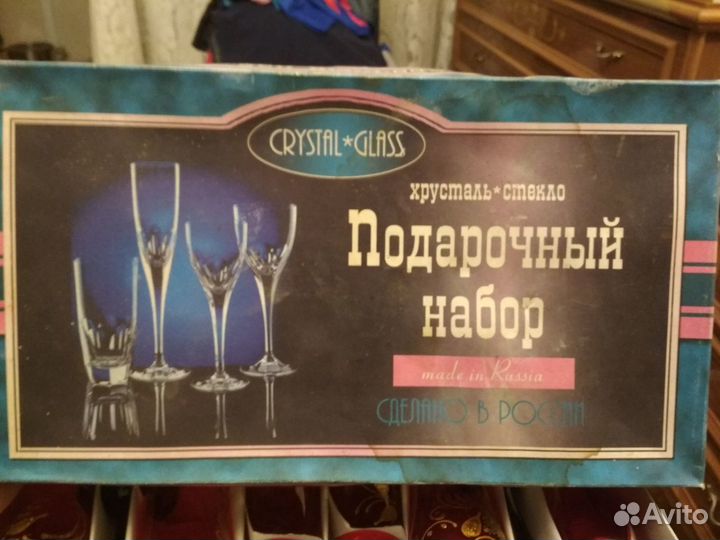 CRYSTAL*GLASS
хрусталь*стекло
Подарочный
набор
made in Russia
СДЕЛАНО В РОССИИ
Avito